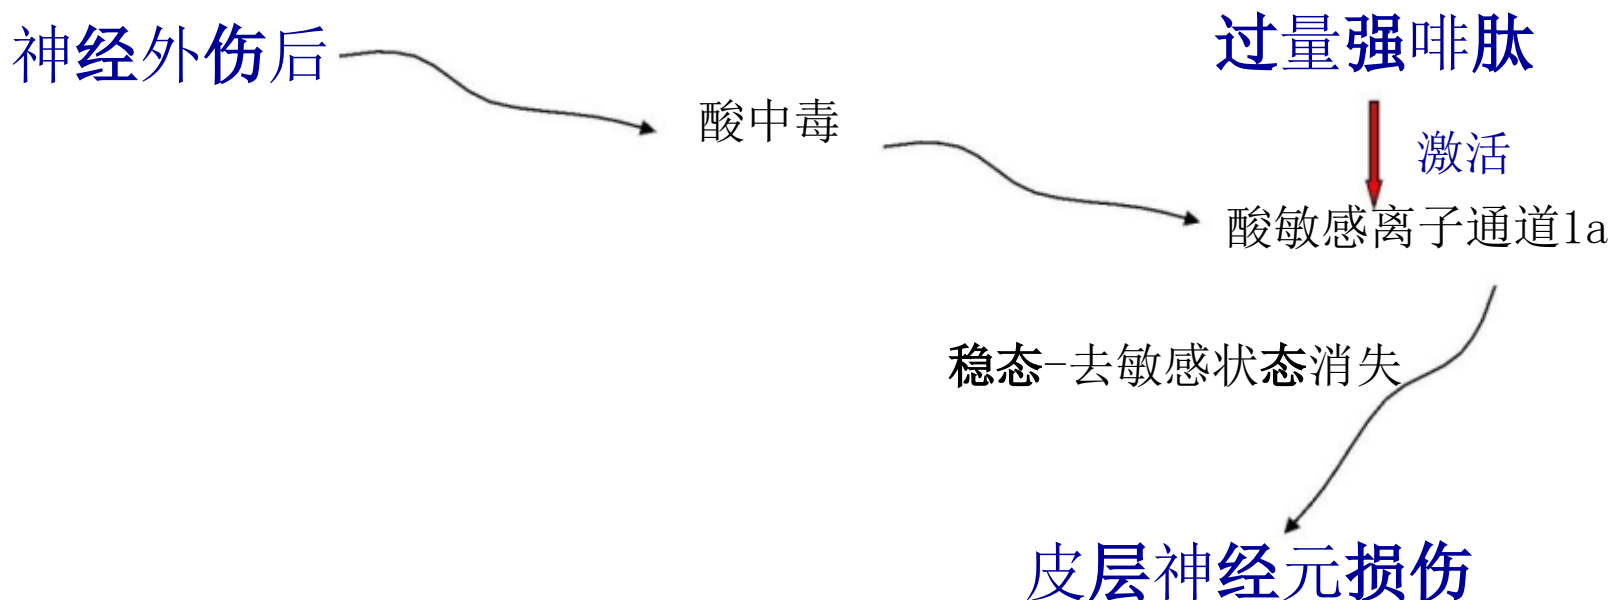 神经外伤后
过量强啡肽
酸中毒
激活
酸敏感离子通道1a
稳态-去敏感状态消失
皮层神经元损伤